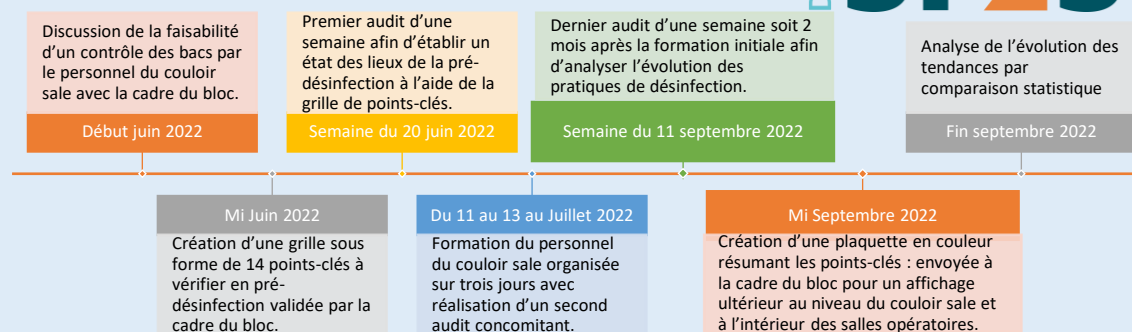 Discussion de la faisabilité
d'un contrôle des bacs par
le personnel du couloir
sale avec la cadre du bloc.
Début juin 2022
Premier audit d'une
semaine afin d'établir un
état des lieux de la pré-
désinfection à l'aide de la
grille de points-clés.
Semaine du 20 juin 2022
Dernier audit d'une semaine soit 2
mois après la formation initiale afin
d'analyser l'évolution des
pratiques de désinfection.
Semaine du 11 septembre 2022
Analyse de l'évolution des
tendances par
comparaison statistique
Fin septembre 2022
Mi Juin 2022
Création d'une grille sous
forme de 14 points-clés à
vérifier en pré-
désinfection validée par la
cadre du bloc.
Du 11 au 13 au Juillet 2022
Formation du personnel
du couloir sale organisée
sur trois jours avec
réalisation d'un second
audit concomitant.
Mi Septembre 2022
Création d'une plaquette en couleur
résumant les points-clés : envoyée à
la cadre du bloc pour un affichage
ultérieur au niveau du couloir sale et
à l'intérieur des salles opératoires.